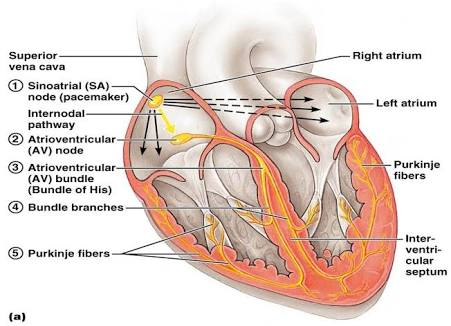 Superior
vena cava
① Sinoatrial (SA)
node (pacemaker)
Internodal
pathway
② Atrioventricular
(AV) node
③ Atrioventricular
(AV) bundle
(Bundle of His)
④ Bundle branches
⑤ Purkinje fibers
Right atrium
Left atrium
Purkinje
fibers
Inter-
ventri-
cular
septum
(a)